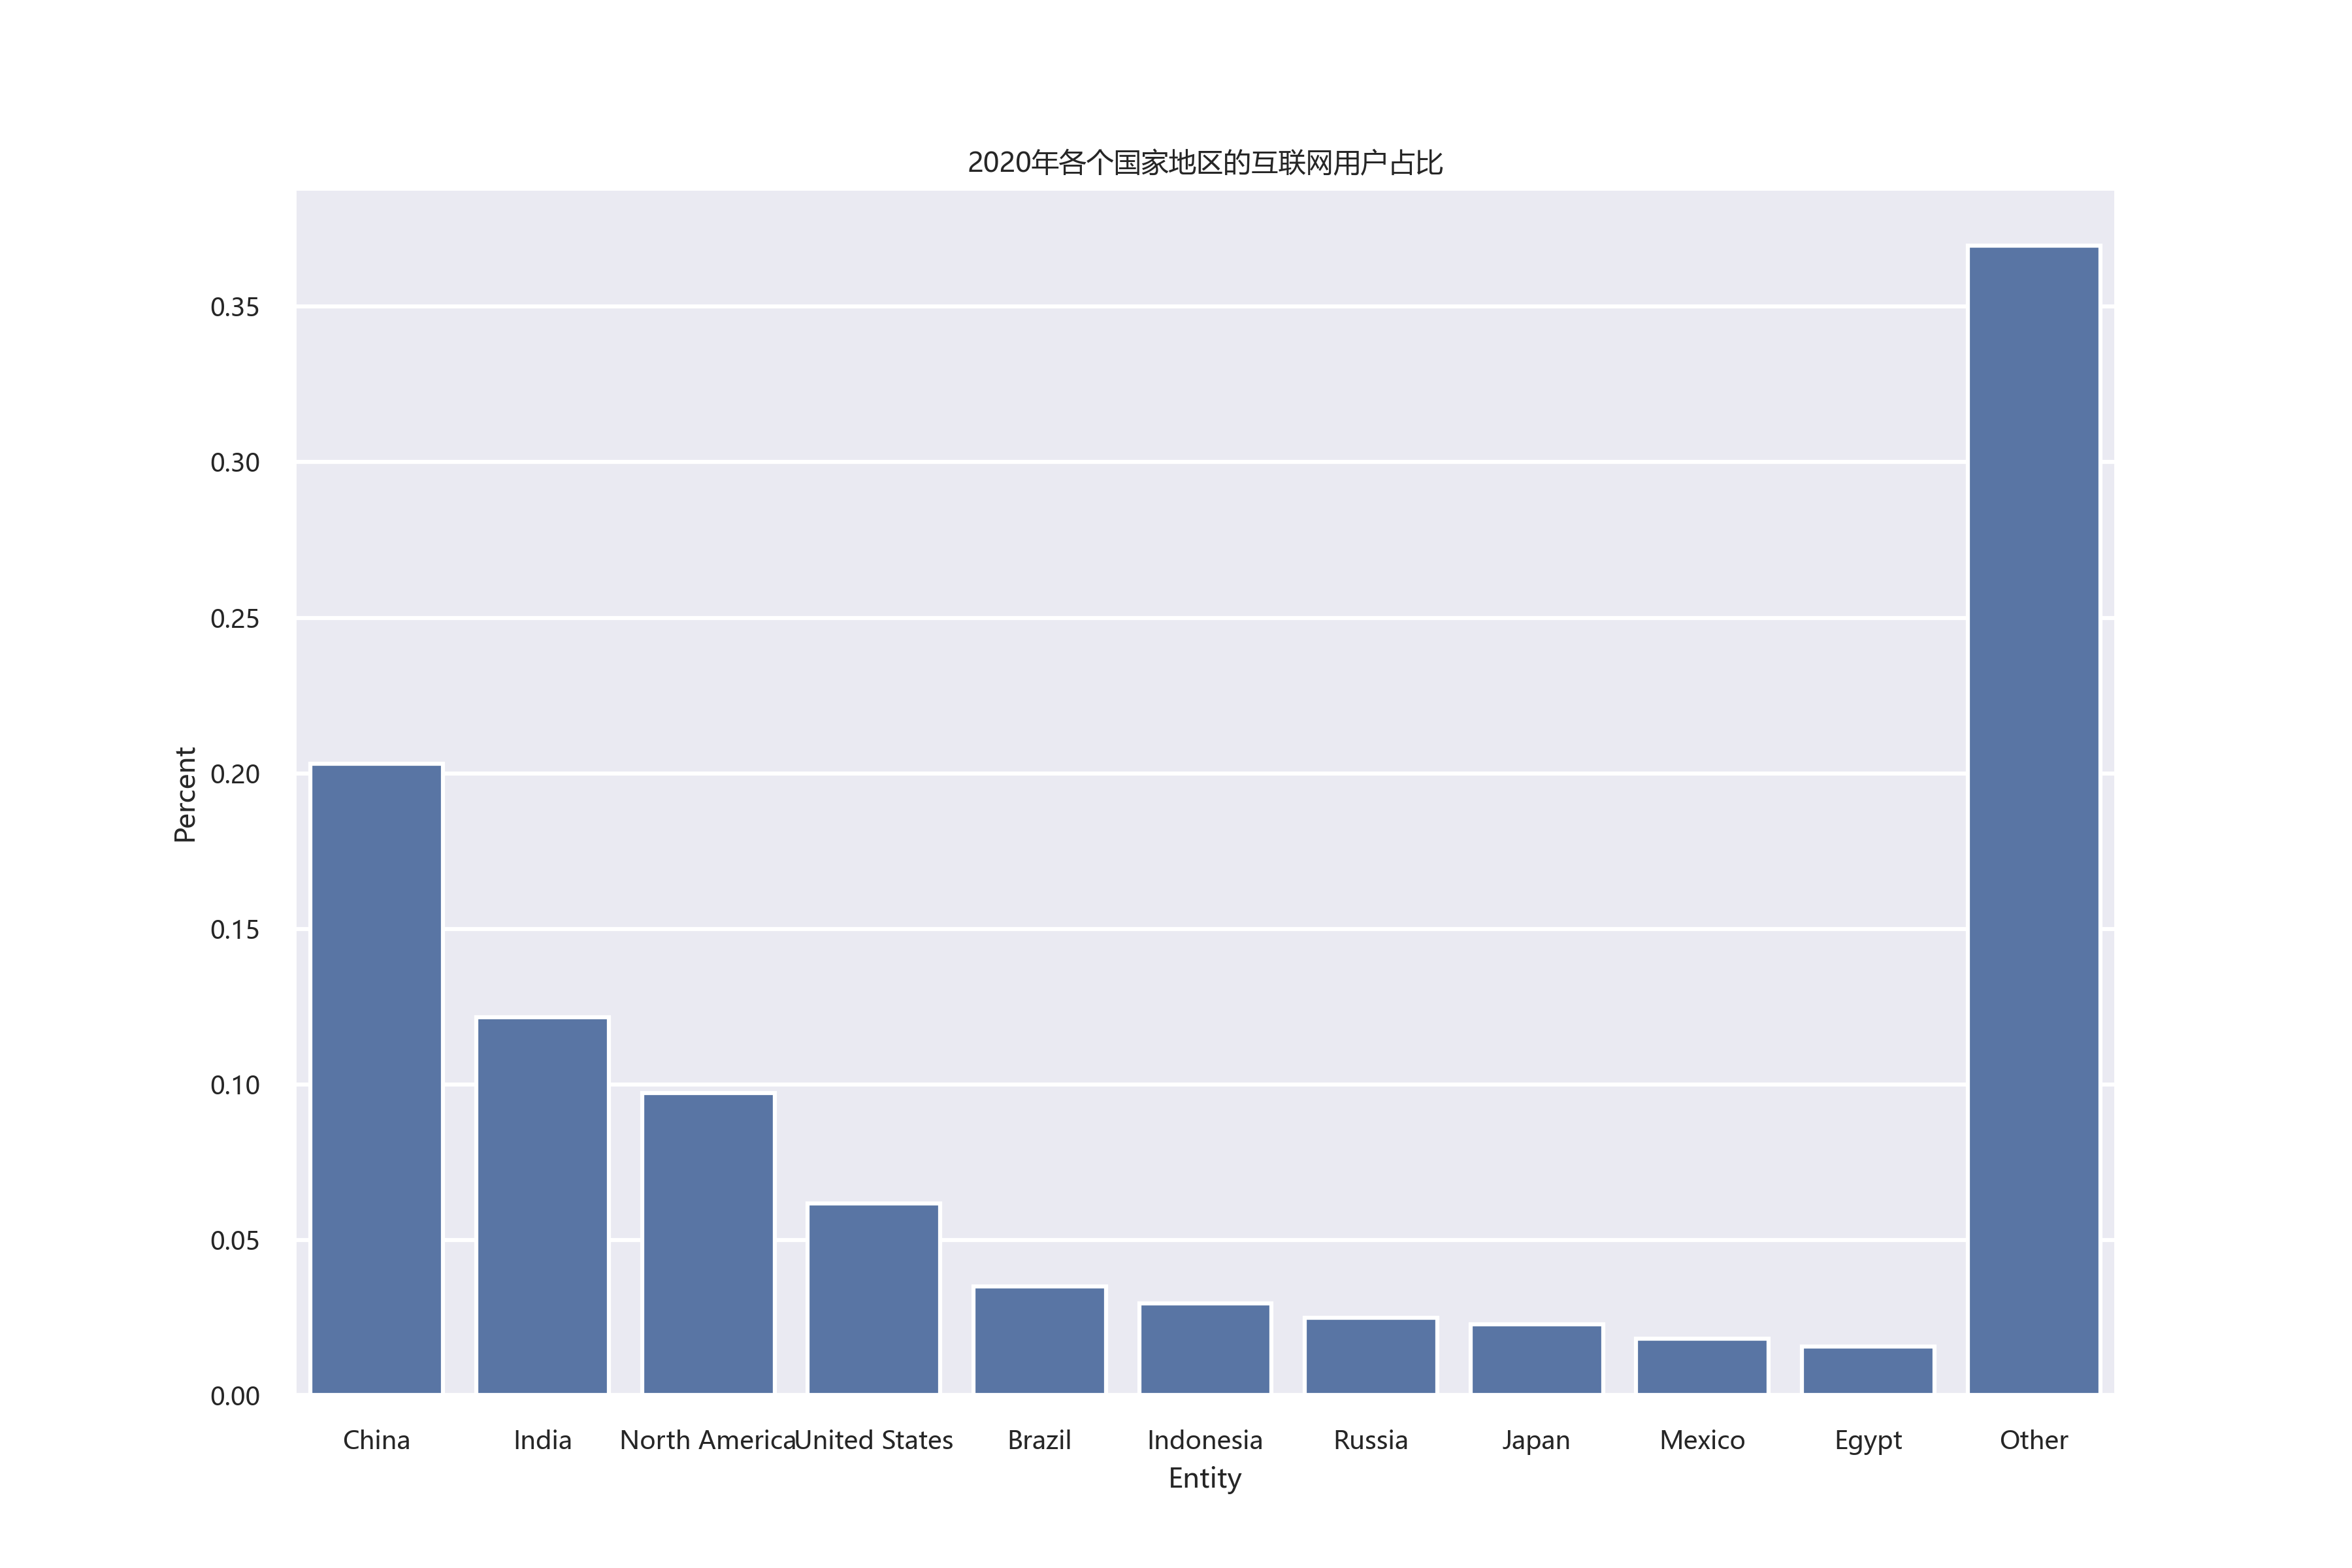 2020年各个国家地区的互联网用户占比
0.35
0.30
0.25
0.20
0.15
0.10
0.05
0.00
Percent
China India North America United States Brazil Indonesia Russia Japan Mexico Egypt Other
Entity